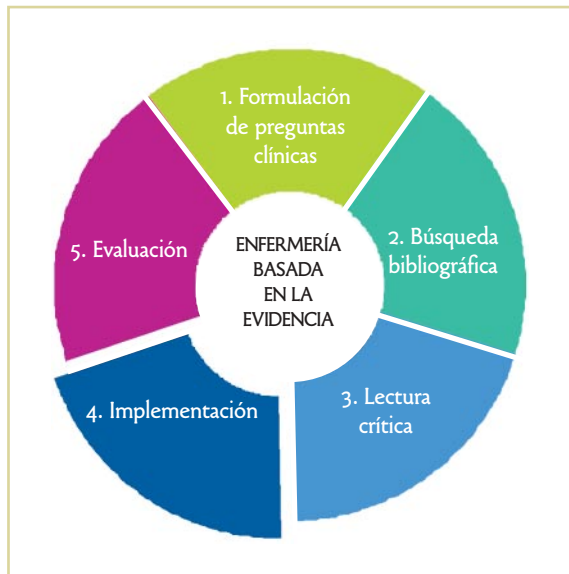 1. Formulación
de preguntas
clínicas
2. Búsqueda
bibliográfica
3. Lectura
crítica
4. Implementación
5. Evaluación
ENFERMERÍA
BASADA
EN LA
EVIDENCIA